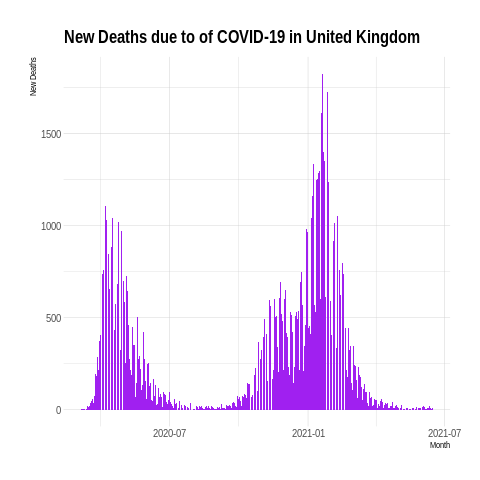 New Deaths due to of COVID-19 in United Kingdom
New Deaths
1500
1000
500
0
2020-07
2021-01
2021-07
Month